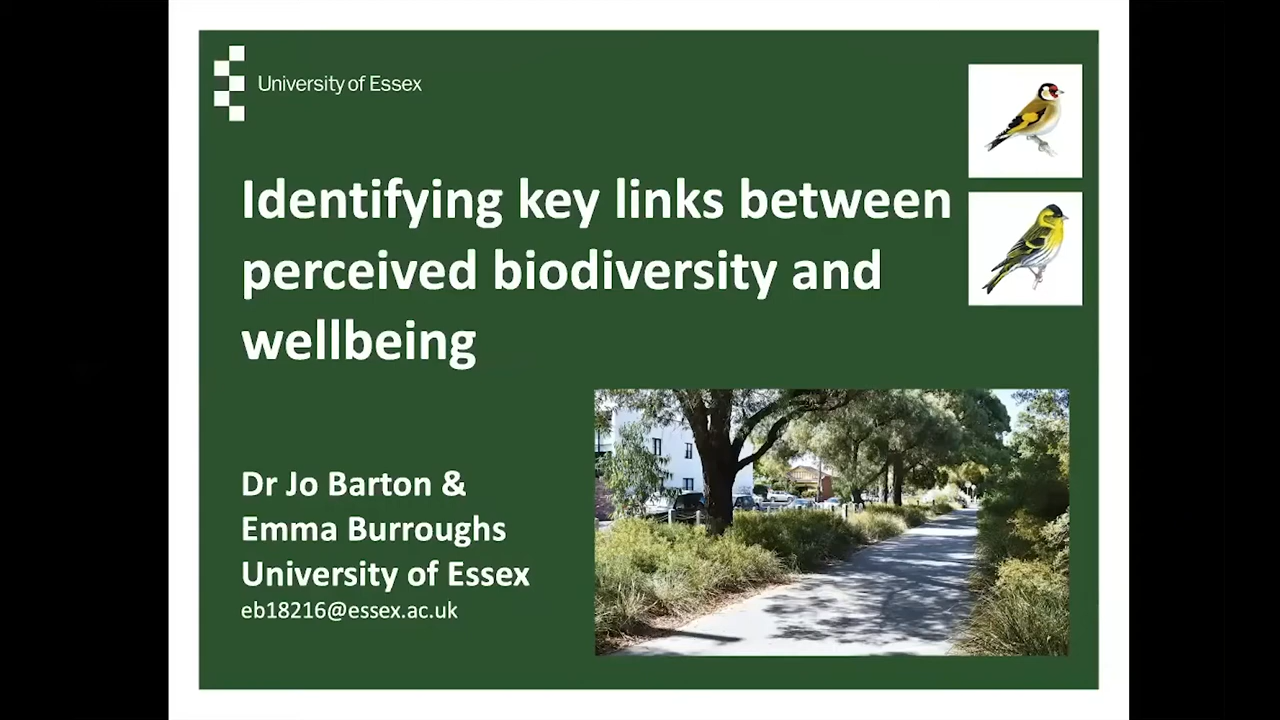 University of Essex
Identifying key links between
perceived biodiversity and
wellbeing
Dr Jo Barton &
Emma Burroughs
University of Essex
eb18216@essex.ac.uk